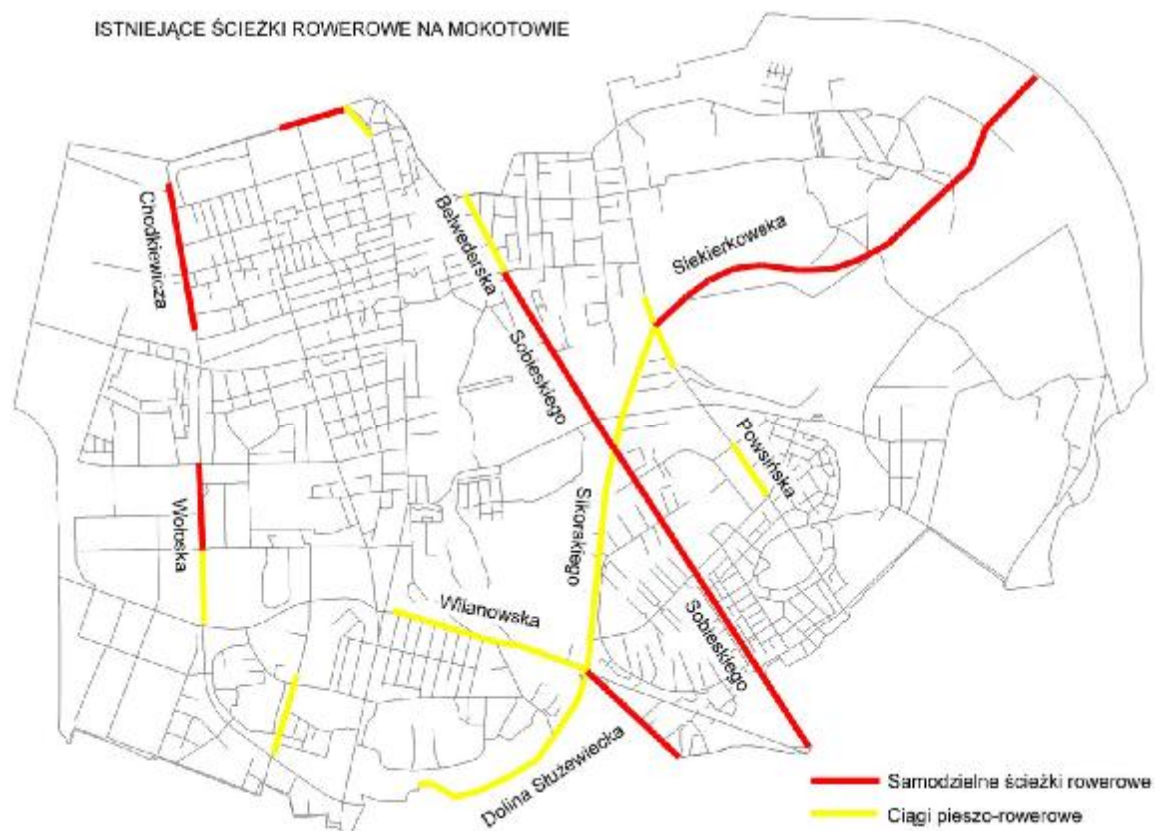 ISTNIEJĄCE ŚCIEŻKI ROWEROWE NA MOKOTOWIE
Chodkiewicza
Belwederska
Siekierkowska
Sobieskiego
Powsińska
Wołoska
Sikorskiego
Wilanowska
Sobieskiego
Dolina Służewiecka
Samodzielne ścieżki rowerowe
Ciągi pieszo-rowerowe